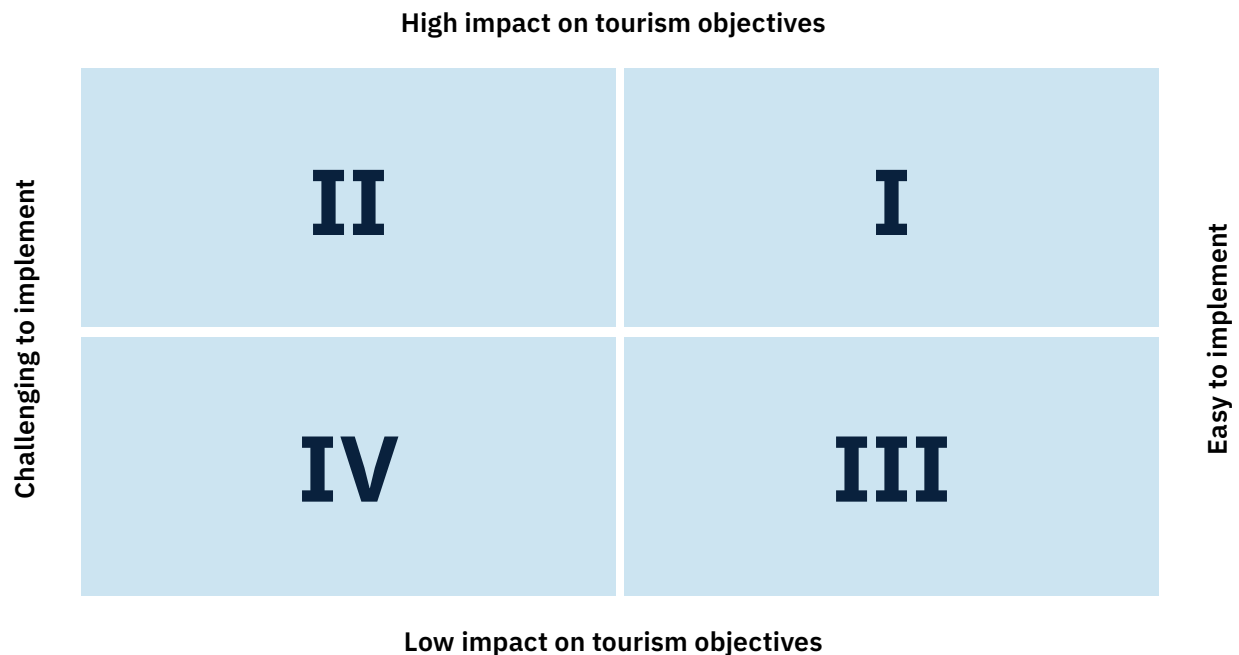 High impact on tourism objectives
Challenging to implement
II
I
Easy to implement
IV
III
Low impact on tourism objectives